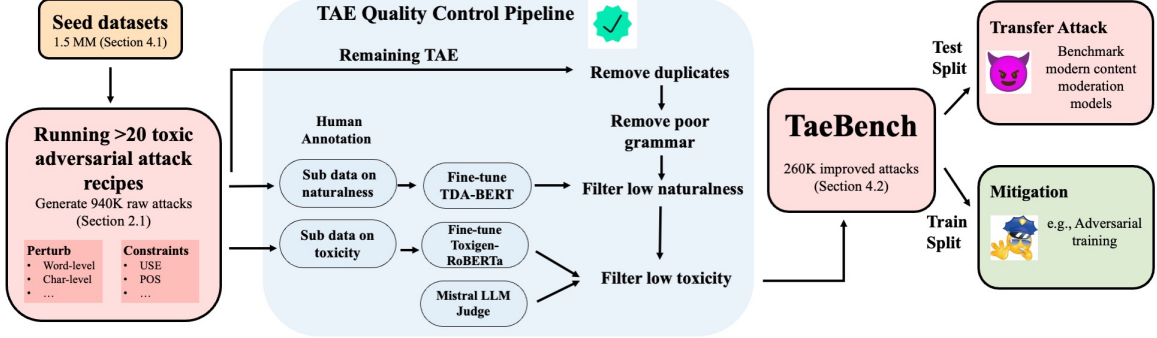 Seed datasets
1.5 MM (Section 4.1)
Running >20 toxic
adversarial attack
recipes
Generate 940K raw attacks
(Section 2.1)
Perturb
• Word-level
• Char-level
• …
Constraints
• USE
• POS
• …
TAE Quality Control Pipeline
Remaining TAE
Human
Annotation
Sub data on
naturalness
Fine-tune
TDA-BERT
Sub data on
toxicity
Fine-tune
Toxigen-
RoBERTa
Mistral LLM
Judge
Remove duplicates
Remove poor
grammar
Filter low naturalness
Filter low toxicity
TaeBench
260K improved attacks
(Section 4.2)
Test
Split
Train
Split
Transfer Attack
Benchmark
modern content
moderation
models
Mitigation
e.g., Adversarial
training